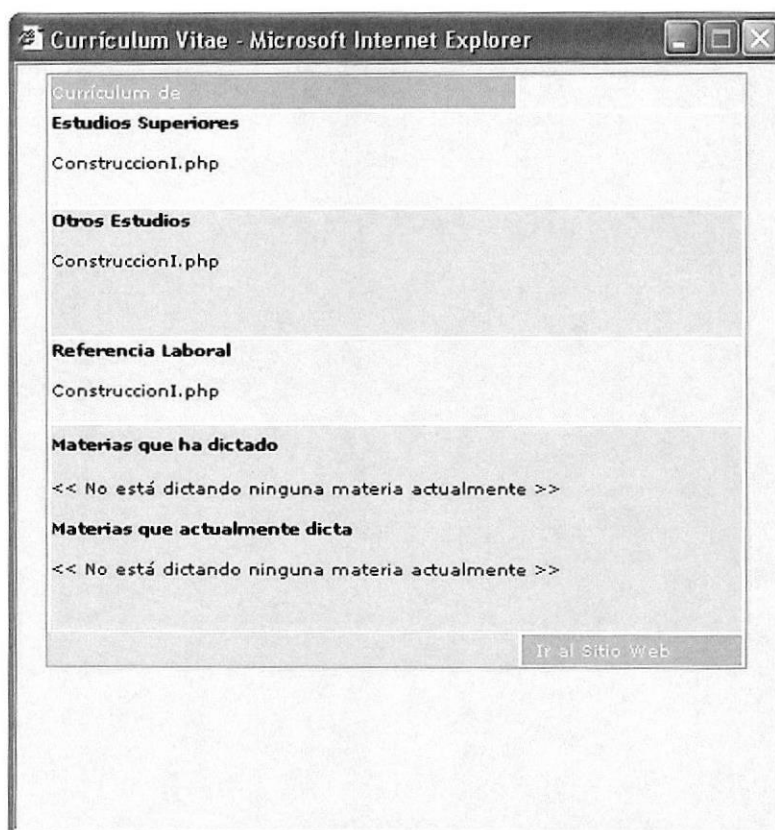 Currículum Vitae - Microsoft Internet Explorer
Currículum de
Estudios Superiores
ConstruccionI.php
Otros Estudios
ConstruccionI.php
Referencia Laboral
ConstruccionI.php
Materias que ha dictado
<< No está dictando ninguna materia actualmente >>
Materias que actualmente dicta
<< No está dictando ninguna materia actualmente >>
Ir al Sitio Web